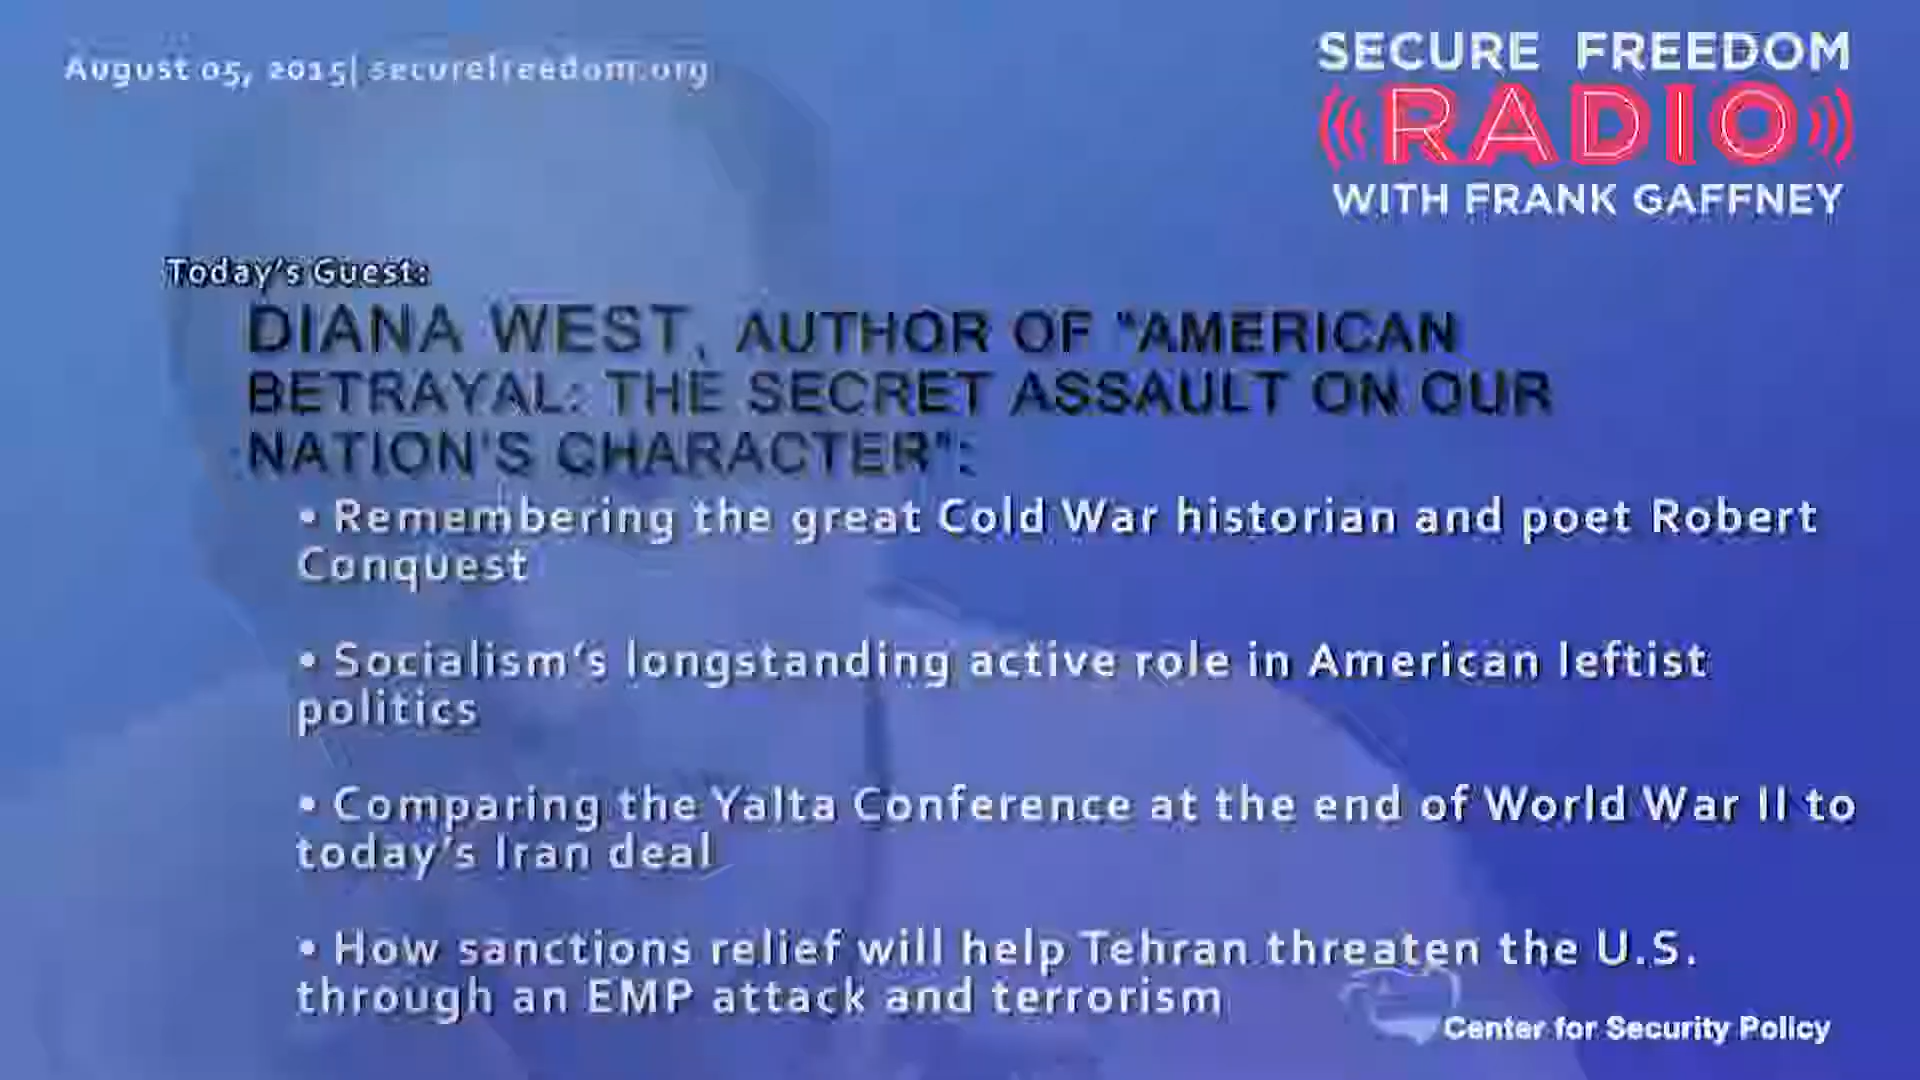 August 05, 2015| securefreedom.org
SECURE FREEDOM
RADIO
WITH FRANK GAFFNEY
Today's Guest:
DIANA WEST, AUTHOR OF "AMERICAN
BETRAYAL: THE SECRET ASSAULT ON OUR
NATION'S CHARACTER":
• Remembering the great Cold War historian and poet Robert
Conquest
• Socialism's longstanding active role in American leftist
politics
• Comparing the Yalta Conference at the end of World War II to
today's Iran deal
• How sanctions relief will help Tehran threaten the U.S.
through an EMP attack and terrorism
Center for Security Policy